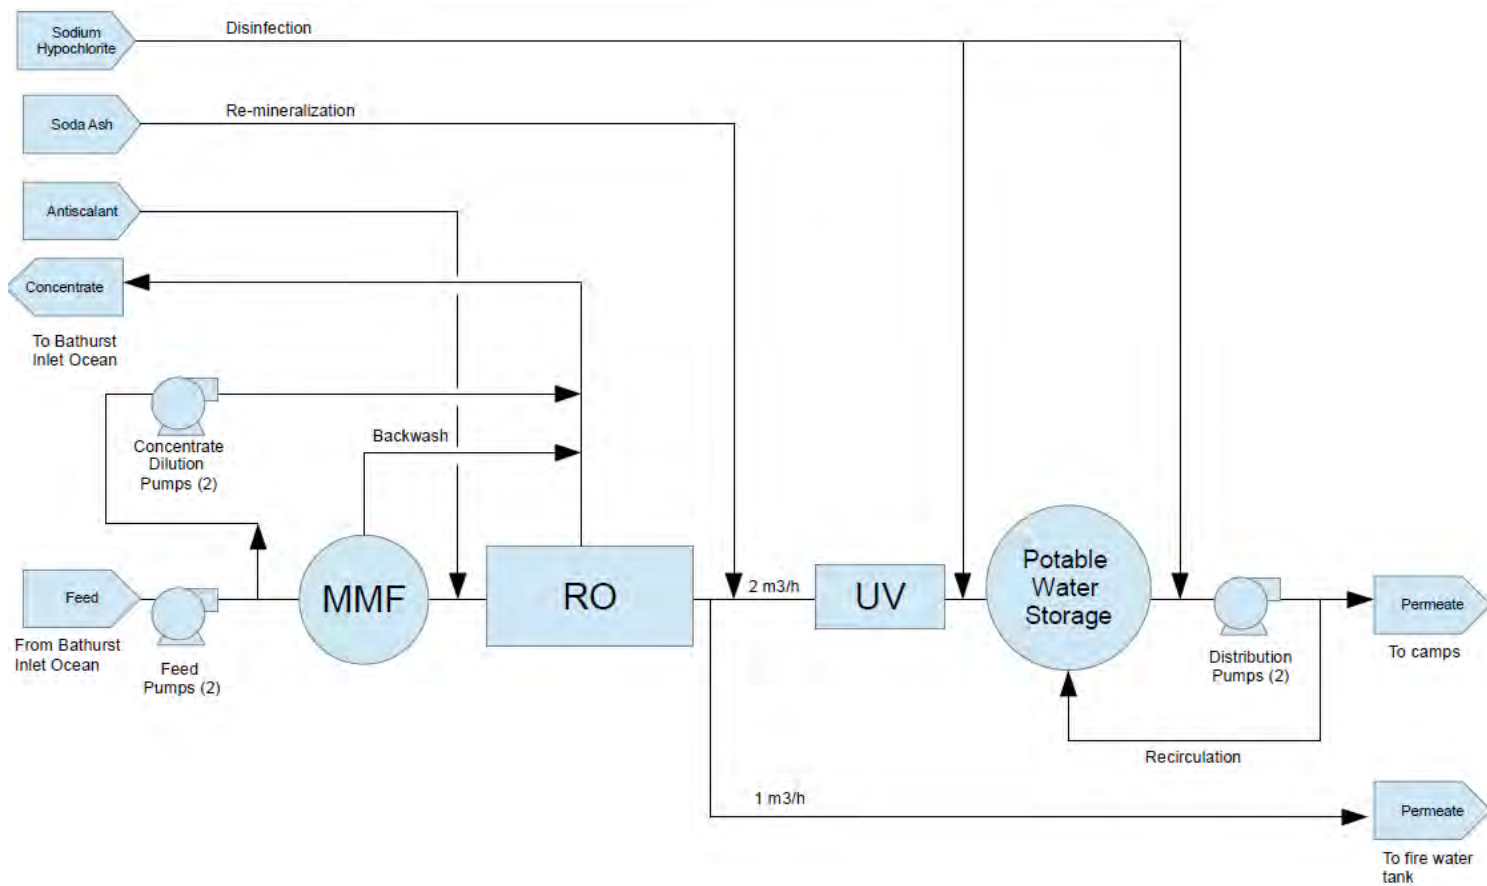 Sodium
Hypochlorite
Disinfection
Soda Ash
Re-mineralization
Antiscalant
Concentrate
To Bathurst
Inlet Ocean
Concentrate
Dilution
Pumps (2)
Backwash
Feed
From Bathurst
Inlet Ocean
Feed
Pumps (2)
MMF
RO
2 m3/h
UV
Potable
Water
Storage
Distribution
Pumps (2)
Permeate
To camps
Recirculation
1 m3/h
Permeate
To fire water
tank